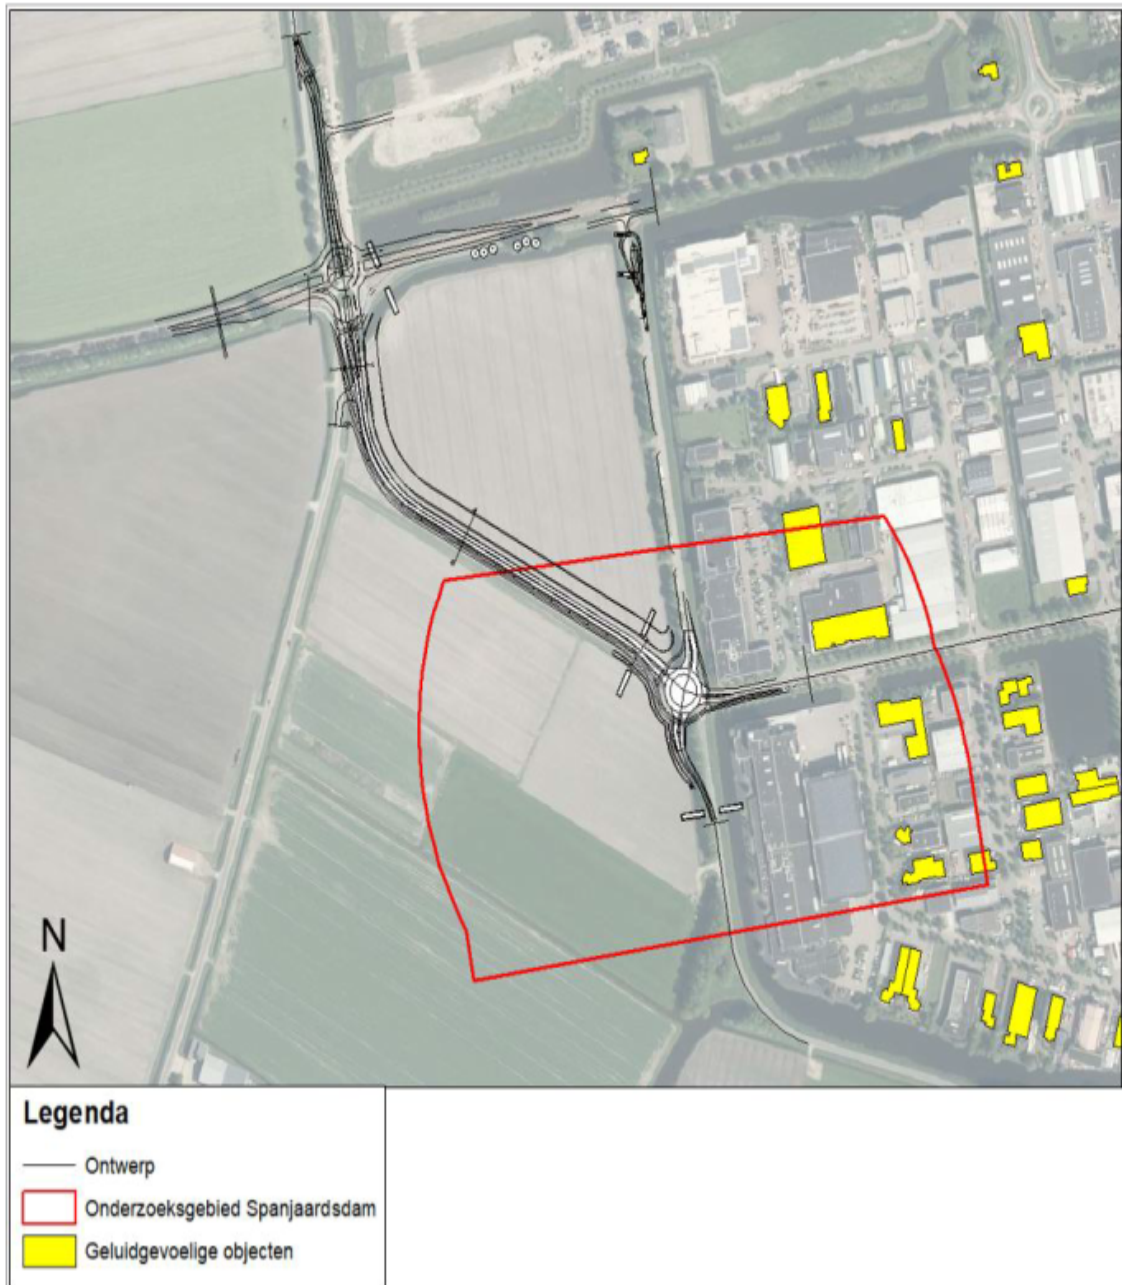 N
Legenda
Ontwerp
Onderzoeksgebied Spanjaardsdam
Geluidgevoelige objecten